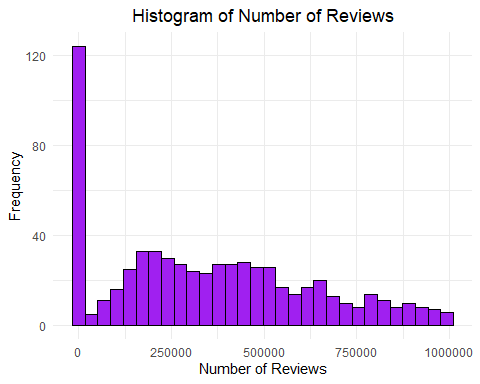 Histogram of Number of Reviews
Frequency
120
80
40
0
0 250000 500000 750000 1000000
Number of Reviews